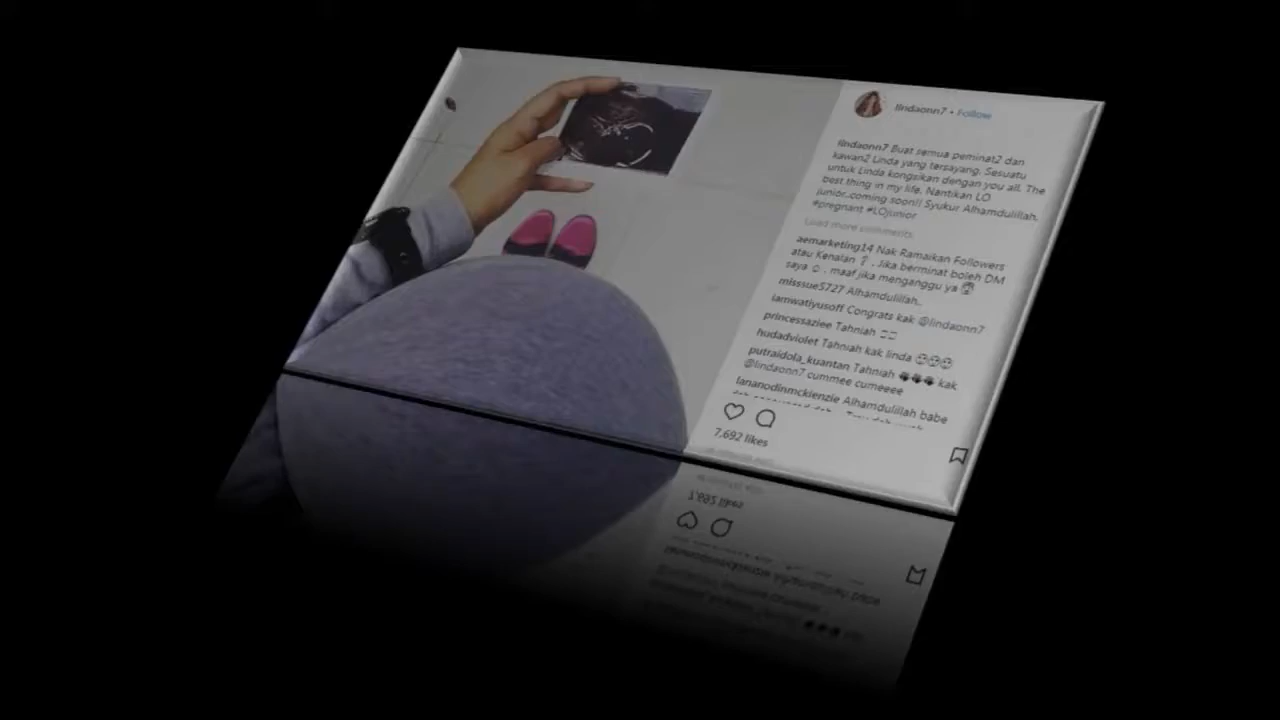 lindaonn7 • Follow
lindaonn7 Buat semua peminat2 dan
kawan2 Linda yang tersayang. Sesuatu
untuk Linda kongsikan dengan you all. The
best thing in my life. Nantikan LO
junior..coming soon!! Syukur Alhamdulillah.
#pregnant #LOjunior
Load more comments
aemarketing14 Nak Ramaikan Followers
atau Kenalan ⇧ . Jika berminat boleh DM
saya ☺ . maaf jika menganggu ya
misssue5727 Alhamdulillah..
iamwatiyusoff Congrats kak @lindaonn7
princessaziee Tahniah
hudadviolet Tahniah kak linda
putraidola_kuantan Tahniah kak
@lindaonn7 cummee cumeeee
lananodinmckienzie Alhamdulillah babe
7,692 likes
7,692 likes